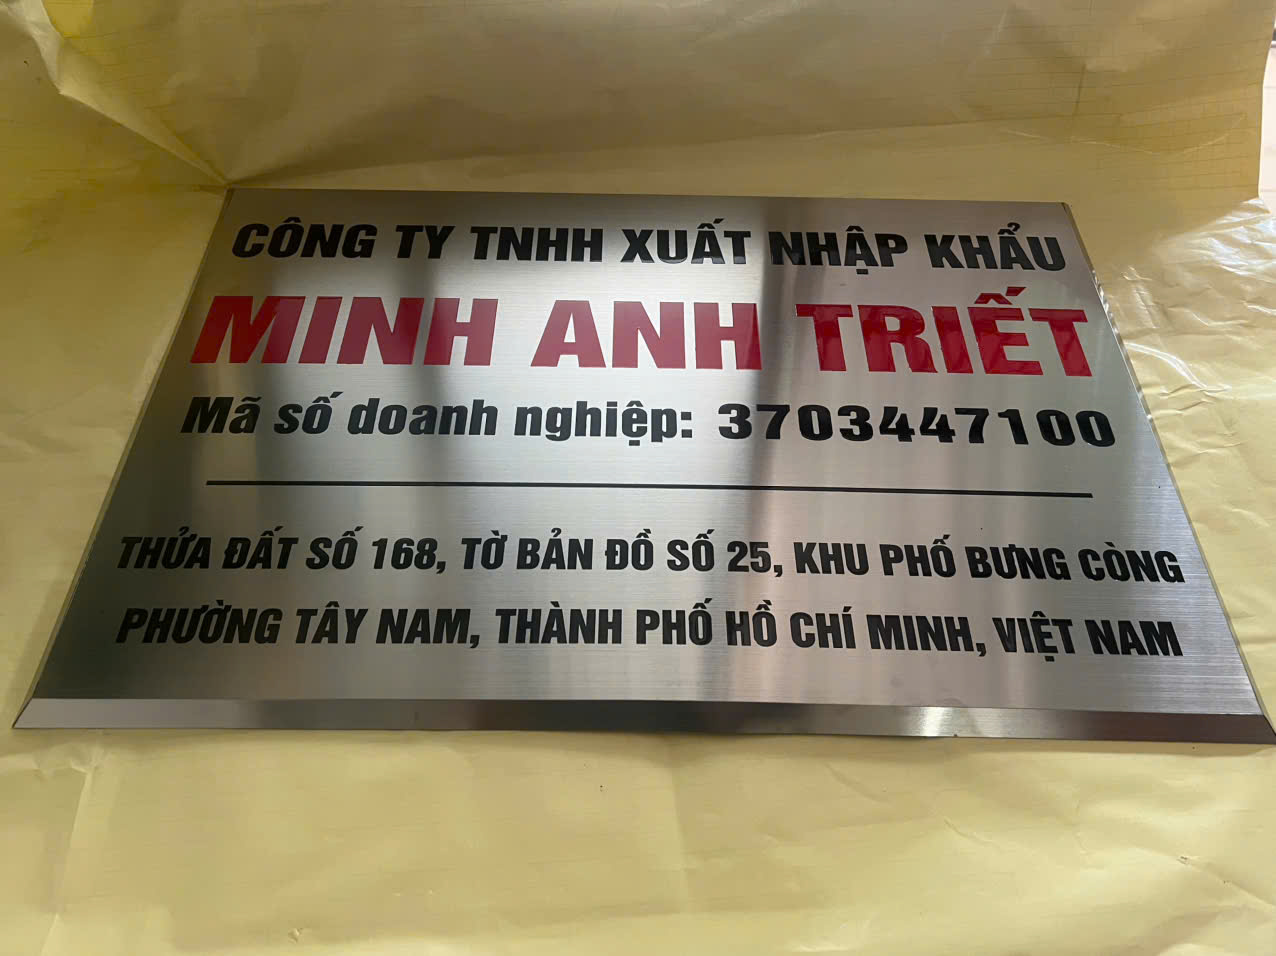 CÔNG TY TNHH XUẤT NHẬP KHẨU
MINH ANH TRIẾT
Mã số doanh nghiệp: 3703447100
THỬA ĐẤT SỐ 168, TỜ BẢN ĐỒ SỐ 25, KHU PHỐ BƯNG CÒNG
PHƯỜNG TÂY NAM, THÀNH PHỐ HỒ CHÍ MINH, VIỆT NAM